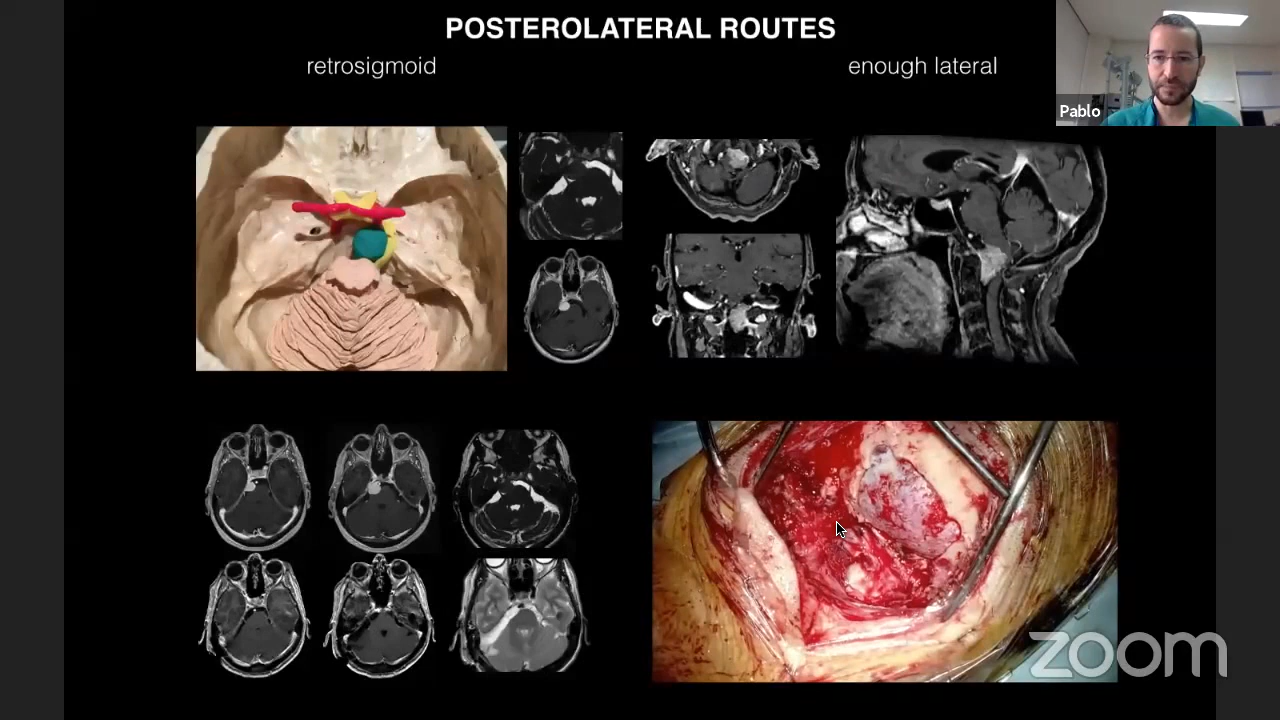 POSTEROLATERAL ROUTES
retrosigmoid
enough lateral
Pablo
zoom